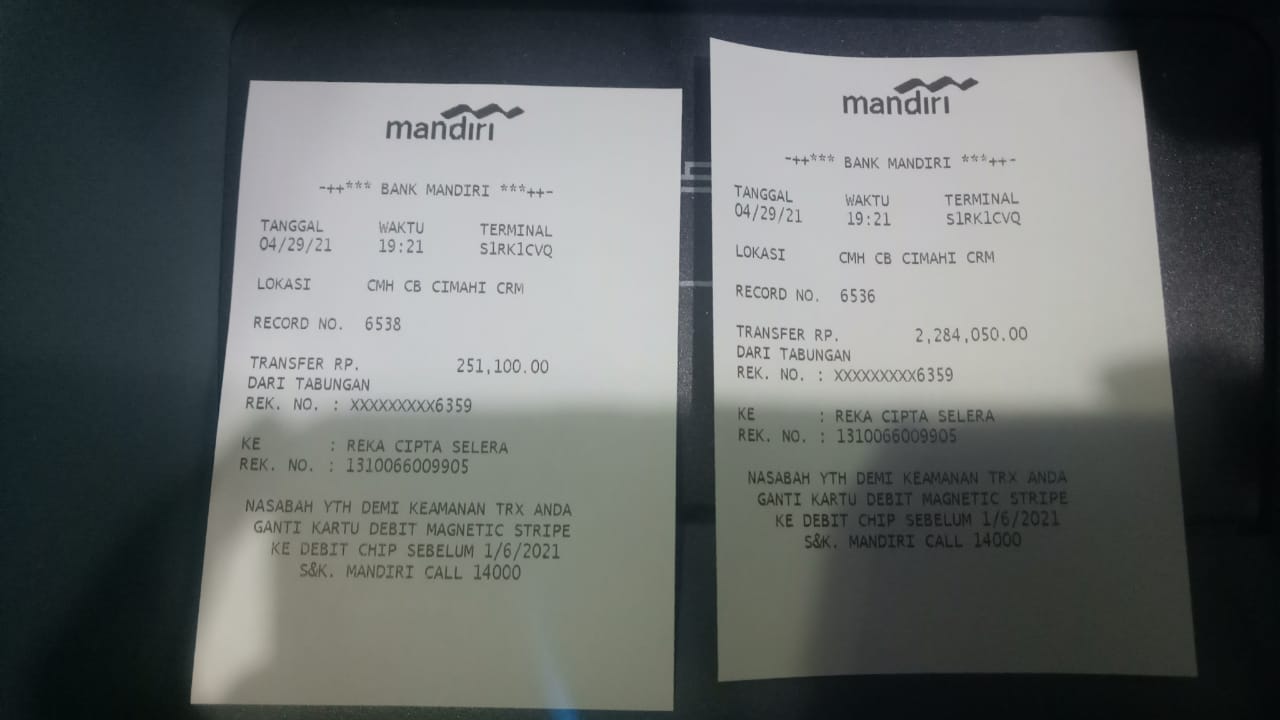 mandiri
-++*** BANK MANDIRI ***++-
TANGGAL WAKTU TERMINAL
04/29/21 19:21 S1RK1CVQ
LOKASI CMH CB CIMAHI CRM
RECORD NO. 6538
TRANSFER RP. 251,100.00
DARI TABUNGAN
REK. NO. : XXXXXXXXX6359
KE : REKA CIPTA SELERA
REK. NO. : 1310066009905
NASABAH YTH DEMI KEAMANAN TRX ANDA
GANTI KARTU DEBIT MAGNETIC STRIPE
KE DEBIT CHIP SEBELUM 1/6/2021
S&K. MANDIRI CALL 14000
mandiri
-++*** BANK MANDIRI ***++-
TANGGAL WAKTU TERMINAL
04/29/21 19:21 S1RK1CVQ
LOKASI CMH CB CIMAHI CRM
RECORD NO. 6536
TRANSFER RP. 2,284,050.00
DARI TABUNGAN
REK. NO. : XXXXXXXXX6359
KE : REKA CIPTA SELERA
REK. NO. : 1310066009905
NASABAH YTH DEMI KEAMANAN TRX ANDA
GANTI KARTU DEBIT MAGNETIC STRIPE
KE DEBIT CHIP SEBELUM 1/6/2021
S&K. MANDIRI CALL 14000